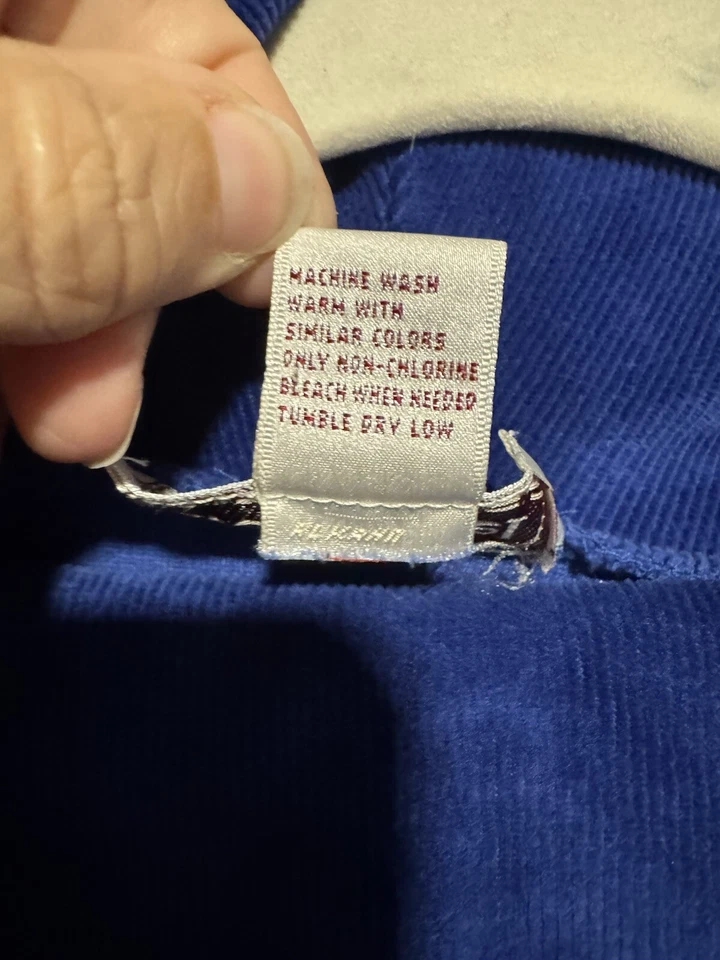 MACHINE WASH
WARM WITH
SIMILAR COLORS
ONLY NON-CHLORINE
BLEACH WHEN NEEDED
TUMBLE DRY LOW